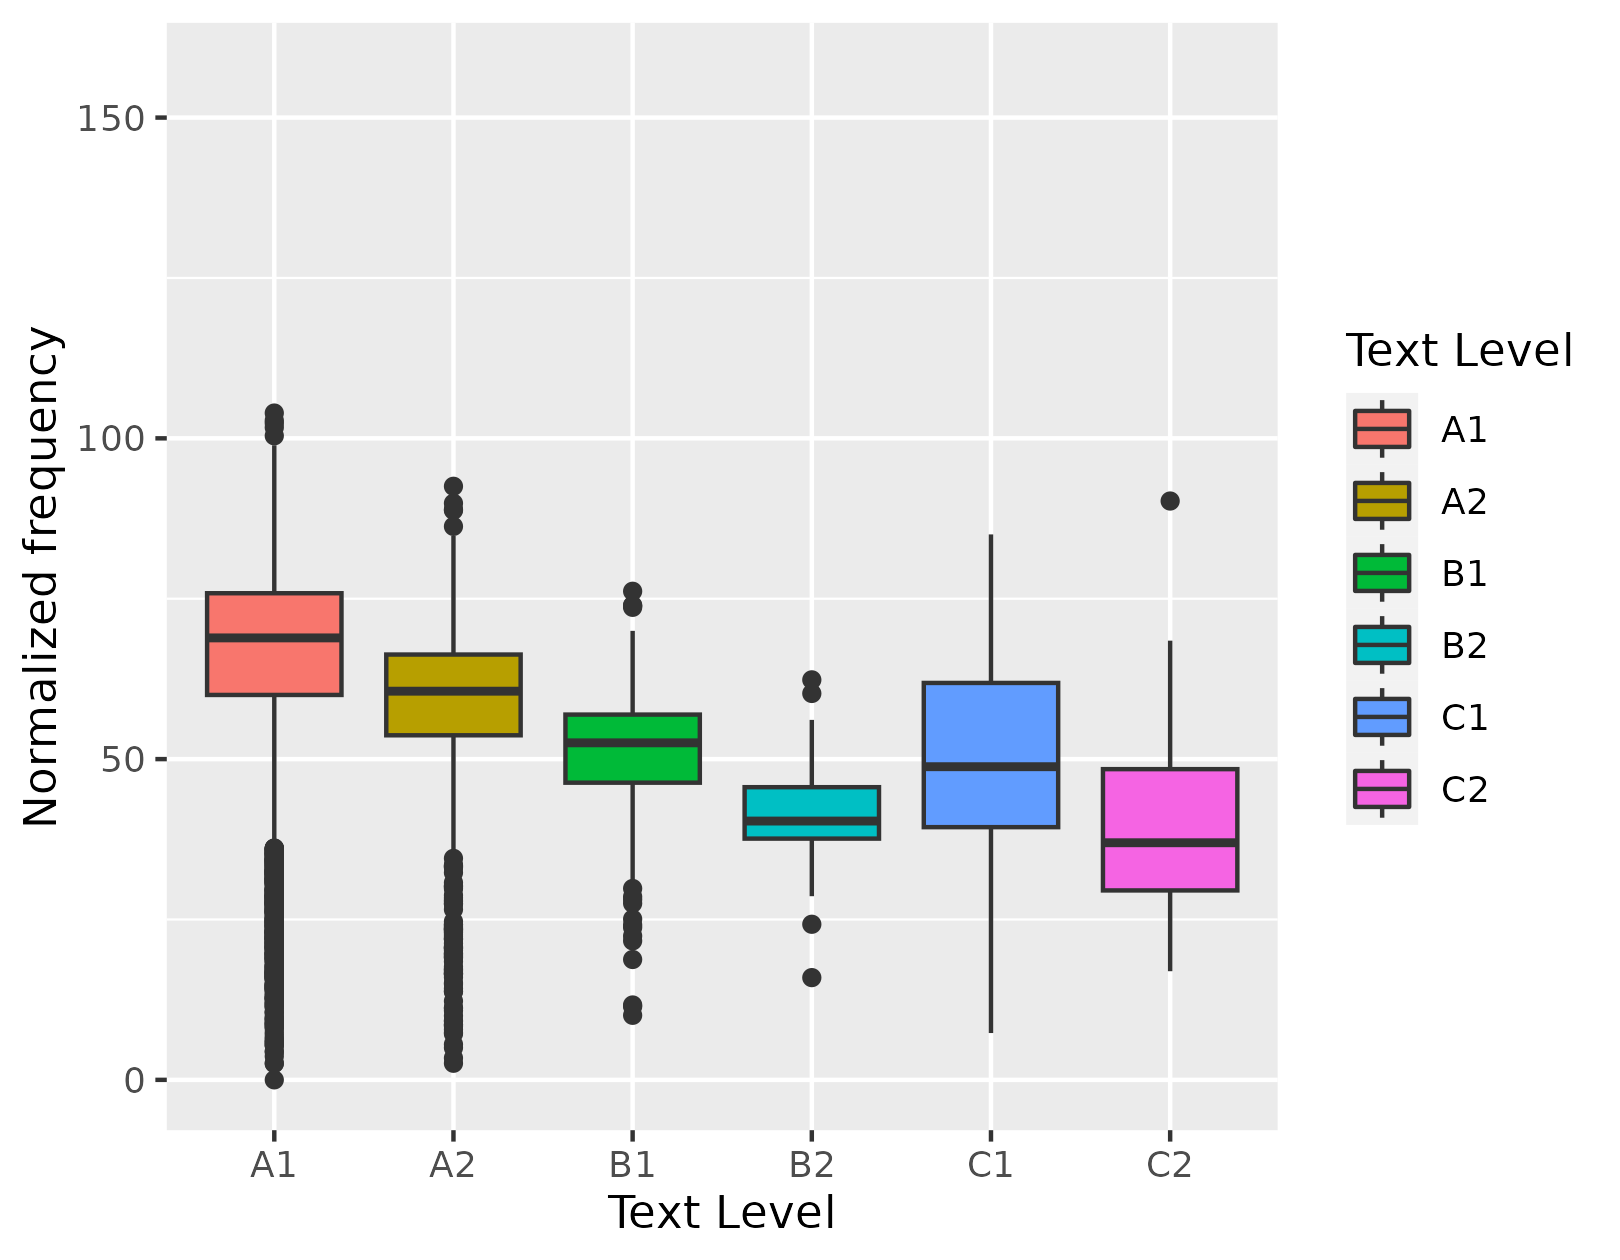 Normalized frequency
150
100
50
0
A1 A2 B1 B2 C1 C2
Text Level
Text Level
A1
A2
B1
B2
C1
C2